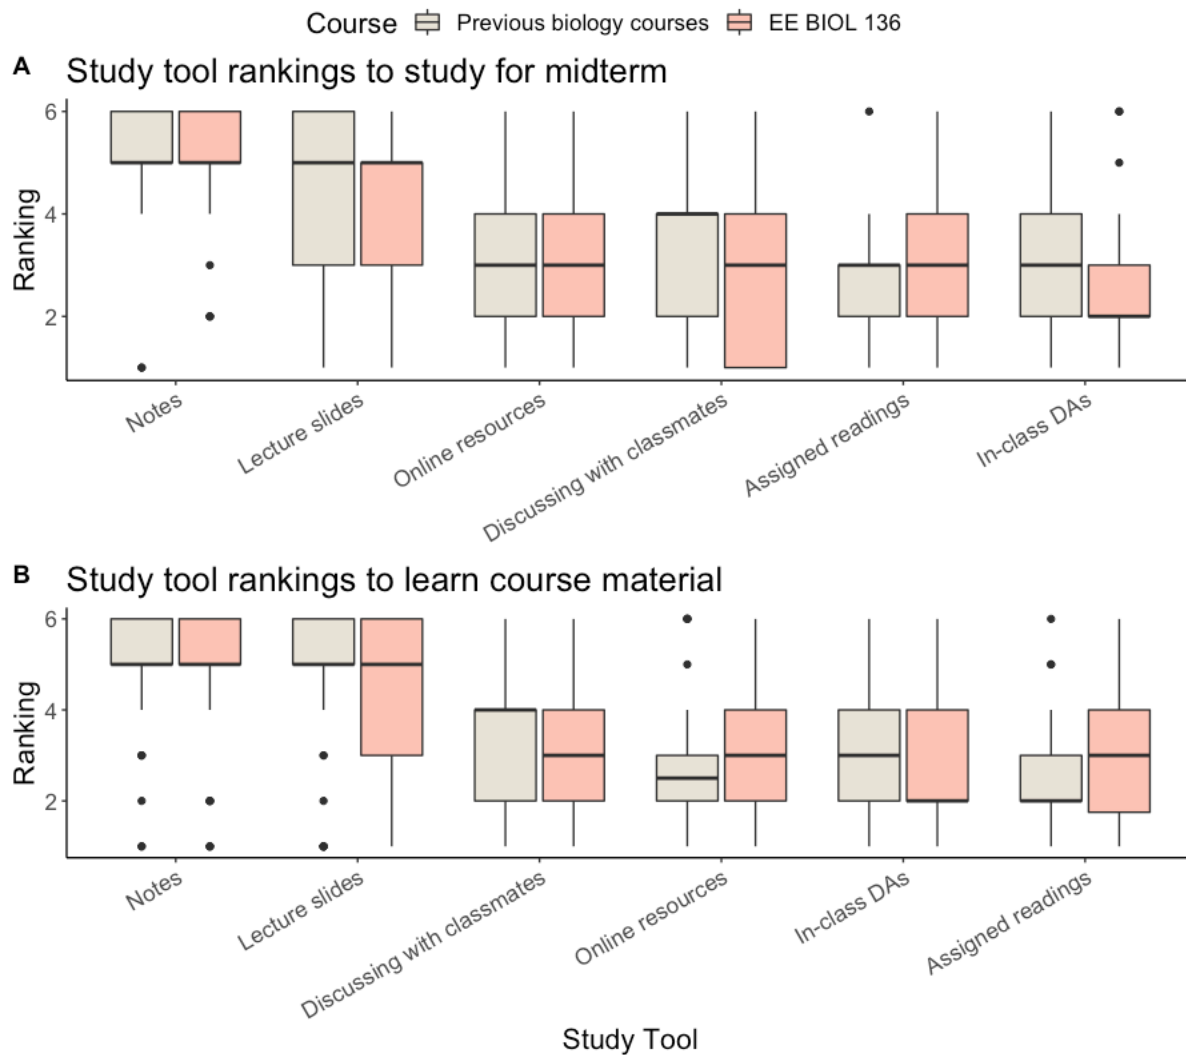 Course Previous biology courses EE BIOL 136
A Study tool rankings to study for midterm
6
4
2
Ranking
Notes
Lecture slides
Online resources
Discussing with classmates
Assigned readings
In-class DAs
B Study tool rankings to learn course material
6
4
2
Ranking
Notes
Lecture slides
Discussing with classmates
Online resources
In-class DAs
Assigned readings
Study Tool